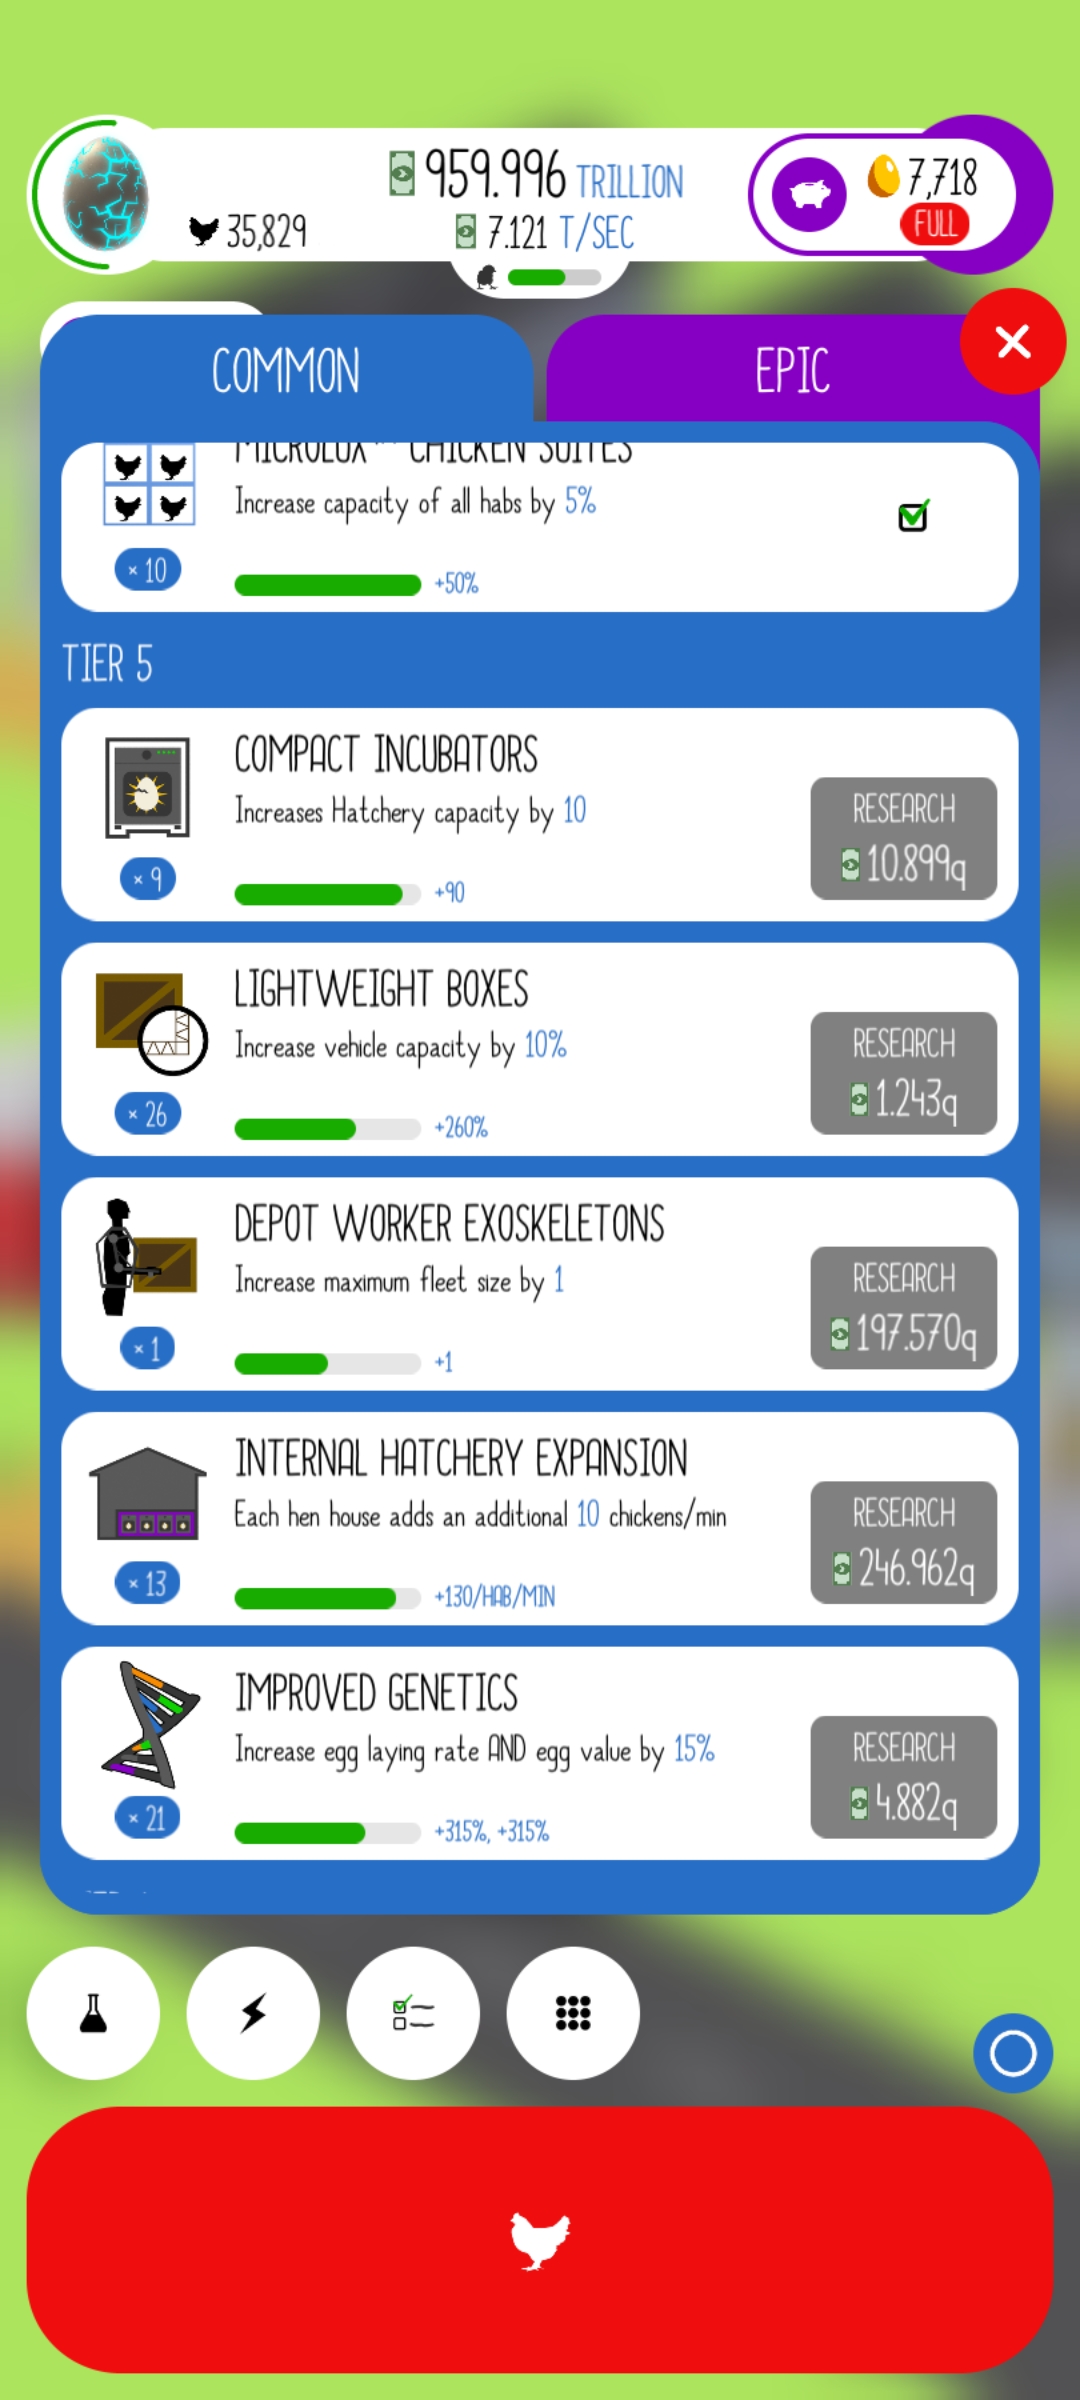 959.996 TRILLION
7,718
35,829
7.121 T/SEC
FULL
COMMON
EPIC
MICROLUX™ CHICKEN SUITES
Increase capacity of all habs by 5%
× 10
+50%
TIER 5
COMPACT INCUBATORS
Increases Hatchery capacity by 10
RESEARCH
10.899q
× 9
+90
LIGHTWEIGHT BOXES
Increase vehicle capacity by 10%
RESEARCH
1.243q
× 26
+260%
DEPOT WORKER EXOSKELETONS
Increase maximum fleet size by 1
RESEARCH
197.570q
× 1
+1
INTERNAL HATCHERY EXPANSION
Each hen house adds an additional 10 chickens/min
RESEARCH
246.962q
× 13
+130/HAB/MIN
IMPROVED GENETICS
Increase egg laying rate AND egg value by 15%
RESEARCH
4.882q
× 21
+315%, +315%